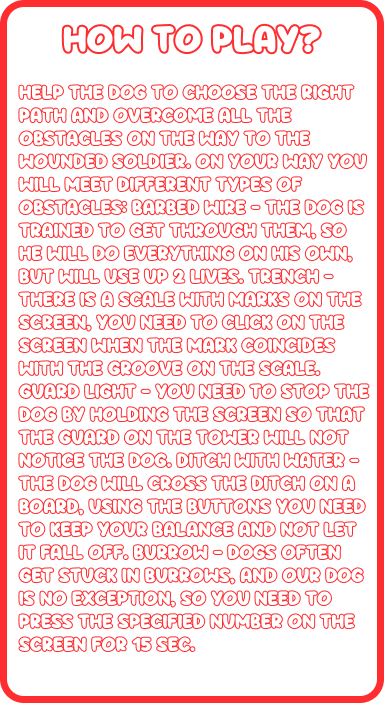 HOW TO PLAY?
HELP THE DOG TO CHOOSE THE RIGHT
PATH AND OVERCOME ALL THE
OBSTACLES ON THE WAY TO THE
WOUNDED SOLDIER. ON YOUR WAY YOU
WILL MEET DIFFERENT TYPES OF
OBSTACLES: BARBED WIRE - THE DOG IS
TRAINED TO GET THROUGH THEM, SO
HE WILL DO EVERYTHING ON HIS OWN,
BUT WILL USE UP 2 LIVES. TRENCH -
THERE IS A SCALE WITH MARKS ON THE
SCREEN, YOU NEED TO CLICK ON THE
SCREEN WHEN THE MARK COINCIDES
WITH THE GROOVE ON THE SCALE.
GUARD LIGHT - YOU NEED TO STOP THE
DOG BY HOLDING THE SCREEN SO THAT
THE GUARD ON THE TOWER WILL NOT
NOTICE THE DOG. DITCH WITH WATER -
THE DOG WILL CROSS THE DITCH ON A
BOARD, USING THE BUTTONS YOU NEED
TO KEEP YOUR BALANCE AND NOT LET
IT FALL OFF. BURROW - DOGS OFTEN
GET STUCK IN BURROWS, AND OUR DOG
IS NO EXCEPTION, SO YOU NEED TO
PRESS THE SPECIFIED NUMBER ON THE
SCREEN FOR 15 SEC.